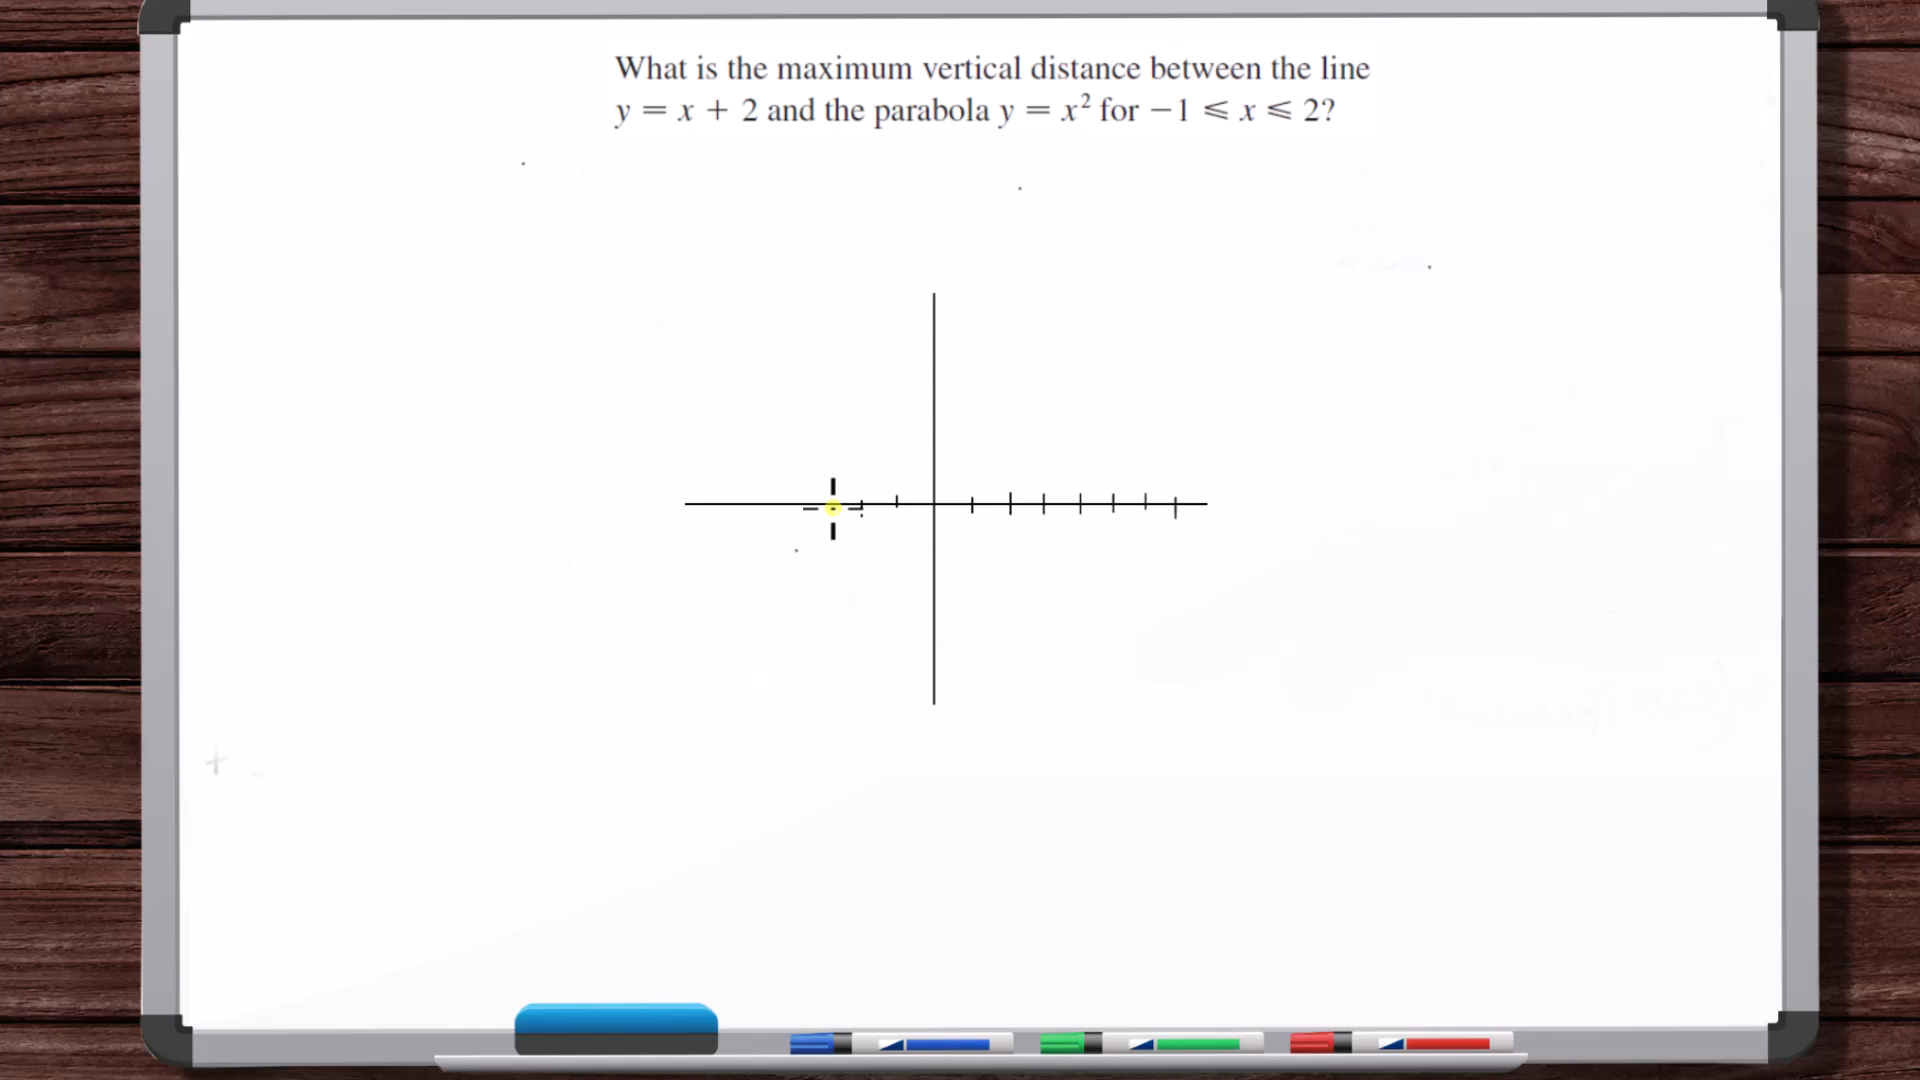 What is the maximum vertical distance between the line
y = x + 2 and the parabola y = x² for −1 ⩽ x ⩽ 2?